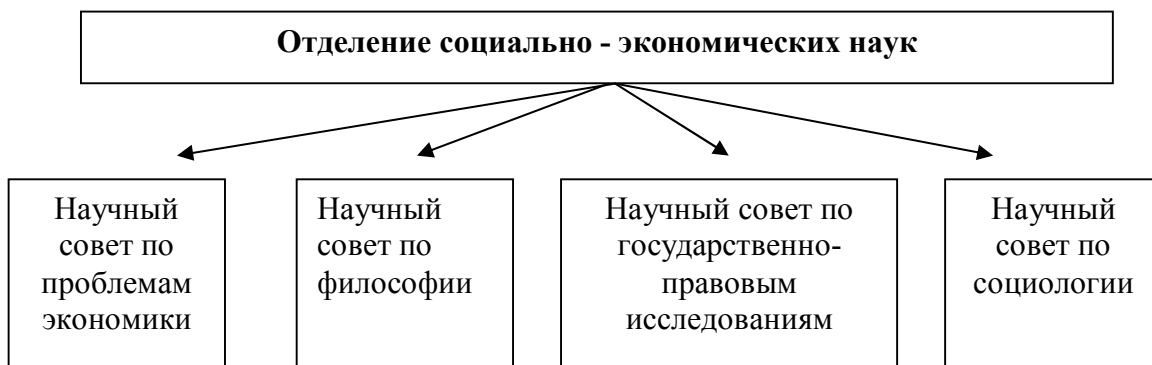 Отделение социально - экономических наук
Научный
совет по
проблемам
экономики
Научный
совет по
философии
Научный совет по
государственно-
правовым
исследованиям
Научный
совет по
социологии